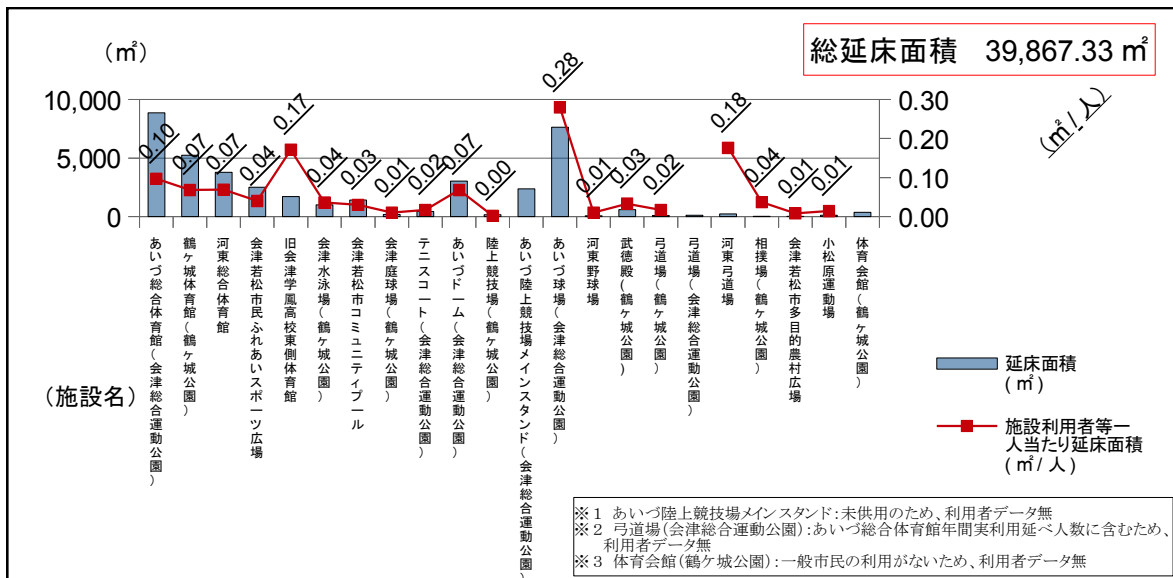 (㎡)
総延床面積 39,867.33 ㎡
10,000
5,000
0
0.30
0.20
0.10
0.00
(㎡/人)
0.10
0.07
0.07
0.04
0.17
0.04
0.03
0.01
0.02
0.07
0.00
0.28
0.01
0.03
0.02
0.18
0.04
0.01
0.01
(施設名)
あいづ総合体育館(会津総合運動公園)
鶴ヶ城体育館(鶴ヶ城公園)
河東総合体育館
会津若松市民ふれあいスポーツ広場
旧会津学鳳高校東側体育館
会津水泳場(鶴ヶ城公園)
会津若松市コミュニティプール
会津庭球場(鶴ヶ城公園)
テニスコート(会津総合運動公園)
あいづドーム(会津総合運動公園)
陸上競技場(鶴ヶ城公園)
あいづ陸上競技場メインスタンド(会津総合運動公園)
あいづ球場(会津総合運動公園)
河東野球場
武徳殿(鶴ヶ城公園)
弓道場(鶴ヶ城公園)
弓道場(会津総合運動公園)
河東弓道場
相撲場(鶴ヶ城公園)
会津若松市多目的農村広場
小松原運動場
体育会館(鶴ヶ城公園)
延床面積
(㎡)
施設利用者等一
人当たり延床面積
(㎡/人)
※1 あいづ陸上競技場メインスタンド:未供用のため、利用者データ無
※2 弓道場(会津総合運動公園):あいづ総合体育館年間実利用延べ人数に含むため、
利用者データ無
※3 体育会館(鶴ケ城公園):一般市民の利用がないため、利用者データ無